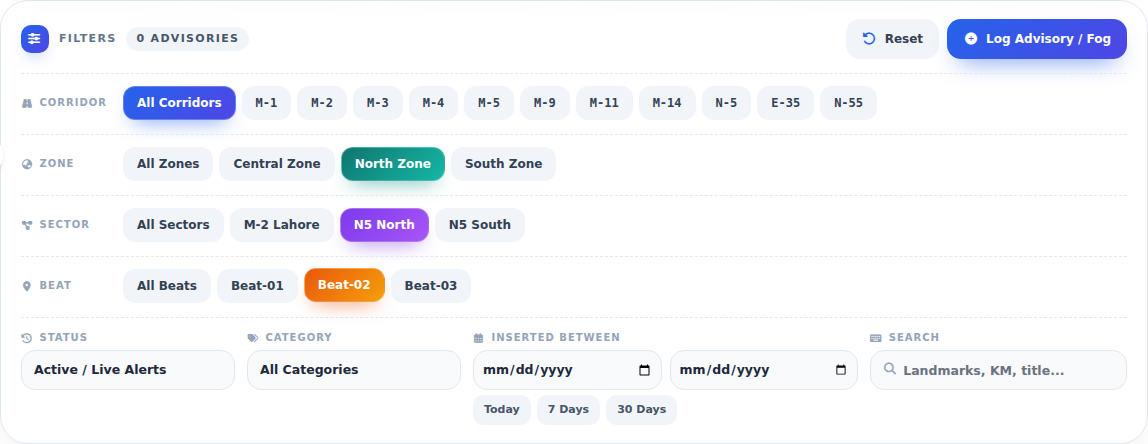 FILTERS 0 ADVISORIES Reset Log Advisory / Fog
CORRIDOR All Corridors M-1 M-2 M-3 M-4 M-5 M-9 M-11 M-14 N-5 E-35 N-55
ZONE All Zones Central Zone North Zone South Zone
SECTOR All Sectors M-2 Lahore N5 North N5 South
BEAT All Beats Beat-01 Beat-02 Beat-03
STATUS CATEGORY INSERTED BETWEEN SEARCH
Active / Live Alerts All Categories mm/dd/yyyy mm/dd/yyyy Landmarks, KM, title...
Today 7 Days 30 Days